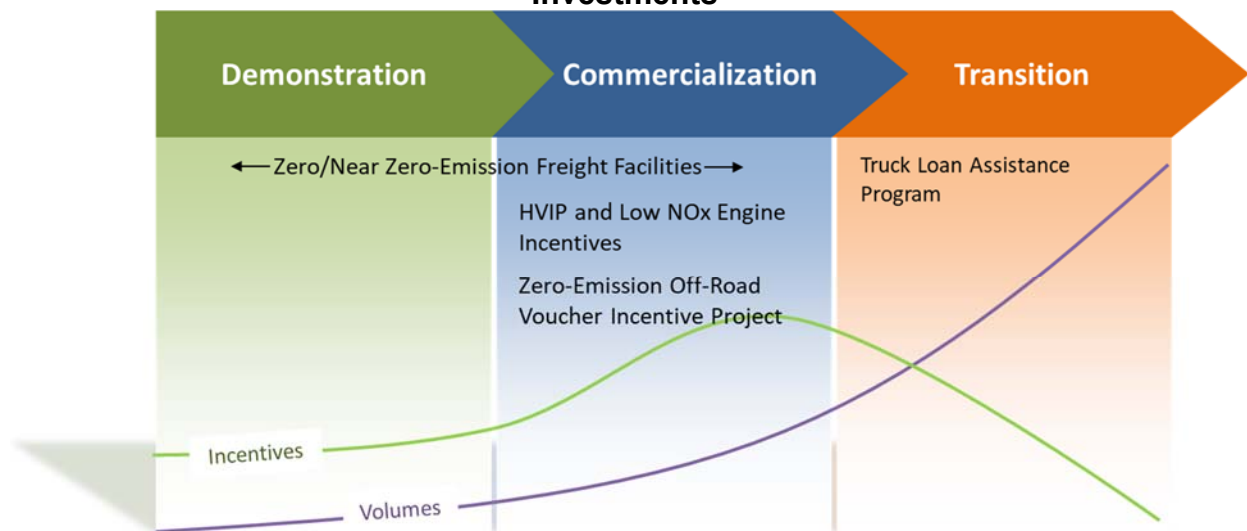 Investments
Demonstration
Commercialization
Transition
Zero/Near Zero-Emission Freight Facilities
Truck Loan Assistance
Program
HVIP and Low NOx Engine
Incentives
Zero-Emission Off-Road
Voucher Incentive Project
Incentives
Volumes